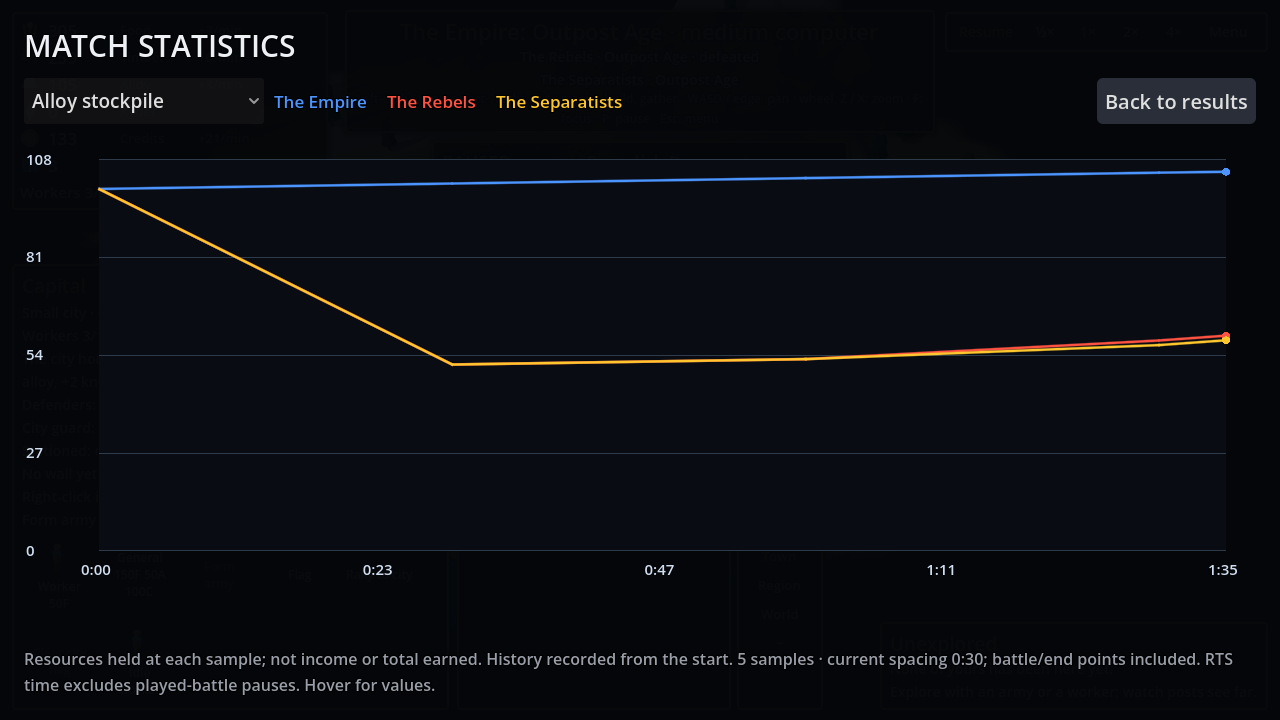 MATCH STATISTICS
Alloy stockpile
The Empire
The Rebels
The Separatists
Back to results
108
81
54
27
0
0:00
0:23
0:47
1:11
1:35
Resources held at each sample; not income or total earned. History recorded from the start. 5 samples · current spacing 0:30; battle/end points included. RTS
time excludes played-battle pauses. Hover for values.